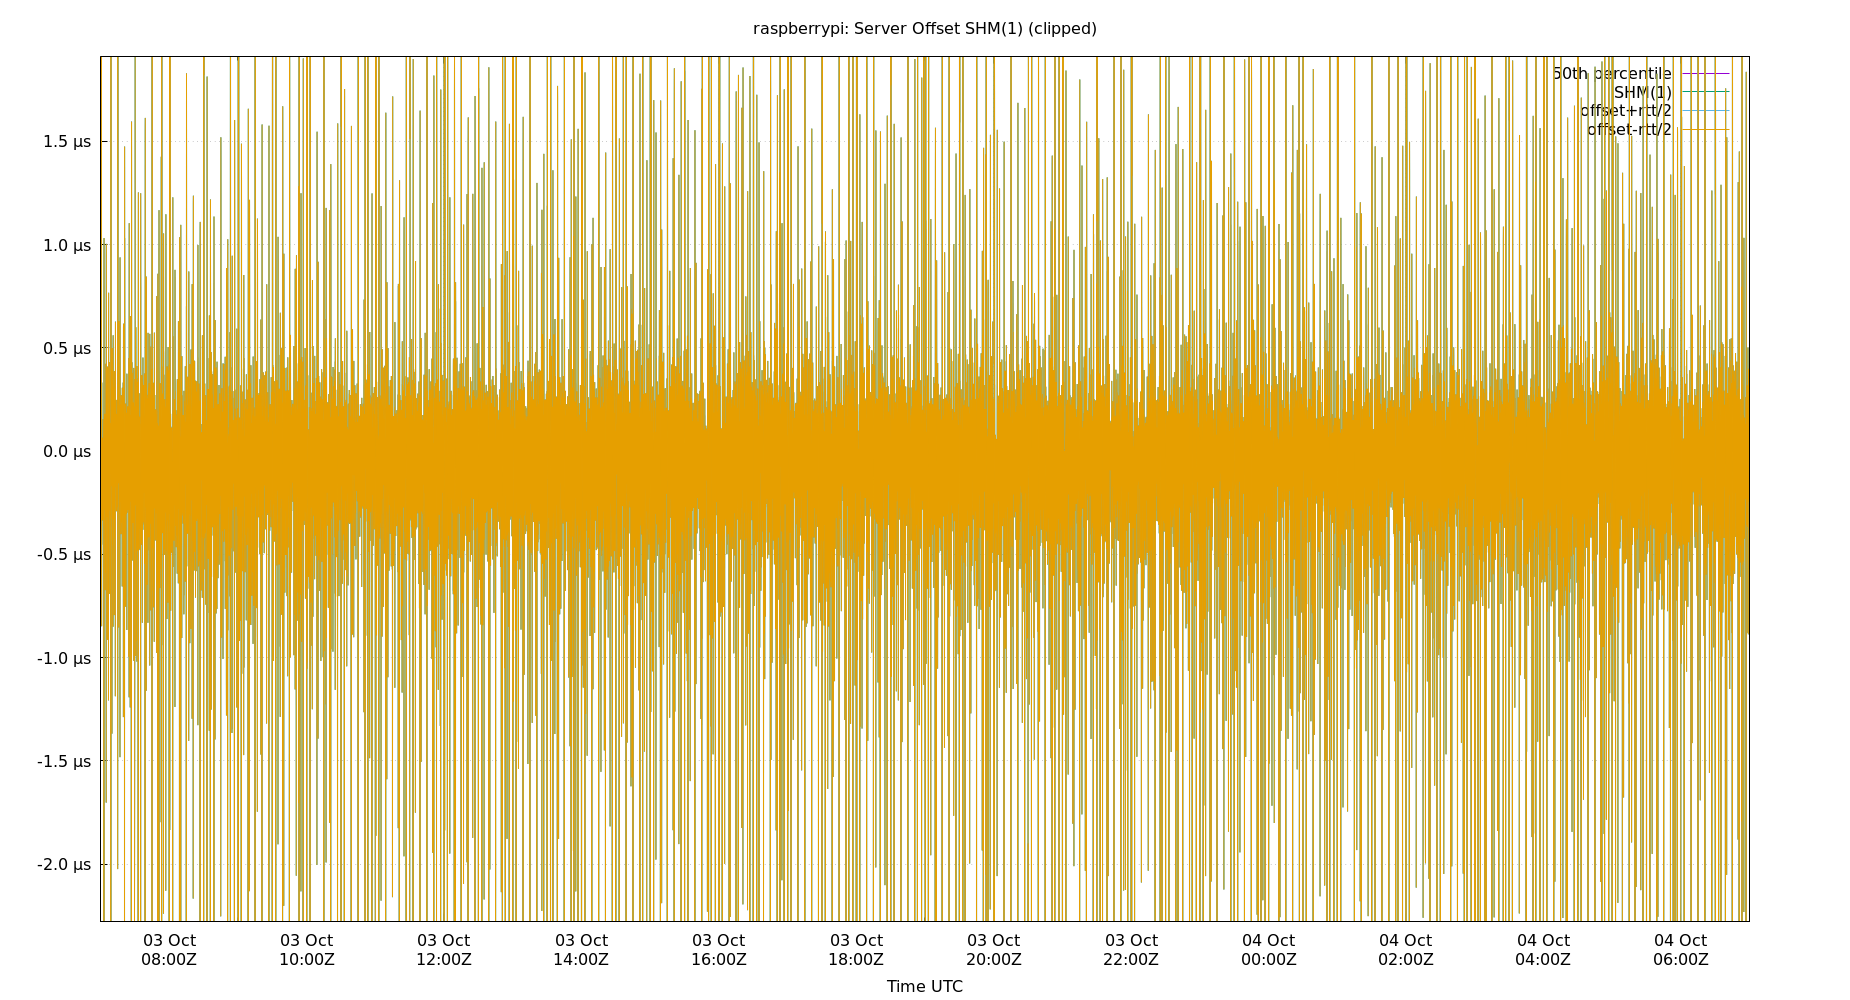 raspberrypi: Server Offset SHM(1) (clipped)
50th percentile
SHM(1)
offset+rtt/2
offset-rtt/2
1.5 µs
1.0 µs
0.5 µs
0.0 µs
-0.5 µs
-1.0 µs
-1.5 µs
-2.0 µs
03 Oct 03 Oct 03 Oct 03 Oct 03 Oct 03 Oct 03 Oct 03 Oct 04 Oct 04 Oct 04 Oct 04 Oct
08:00Z 10:00Z 12:00Z 14:00Z 16:00Z 18:00Z 20:00Z 22:00Z 00:00Z 02:00Z 04:00Z 06:00Z
Time UTC